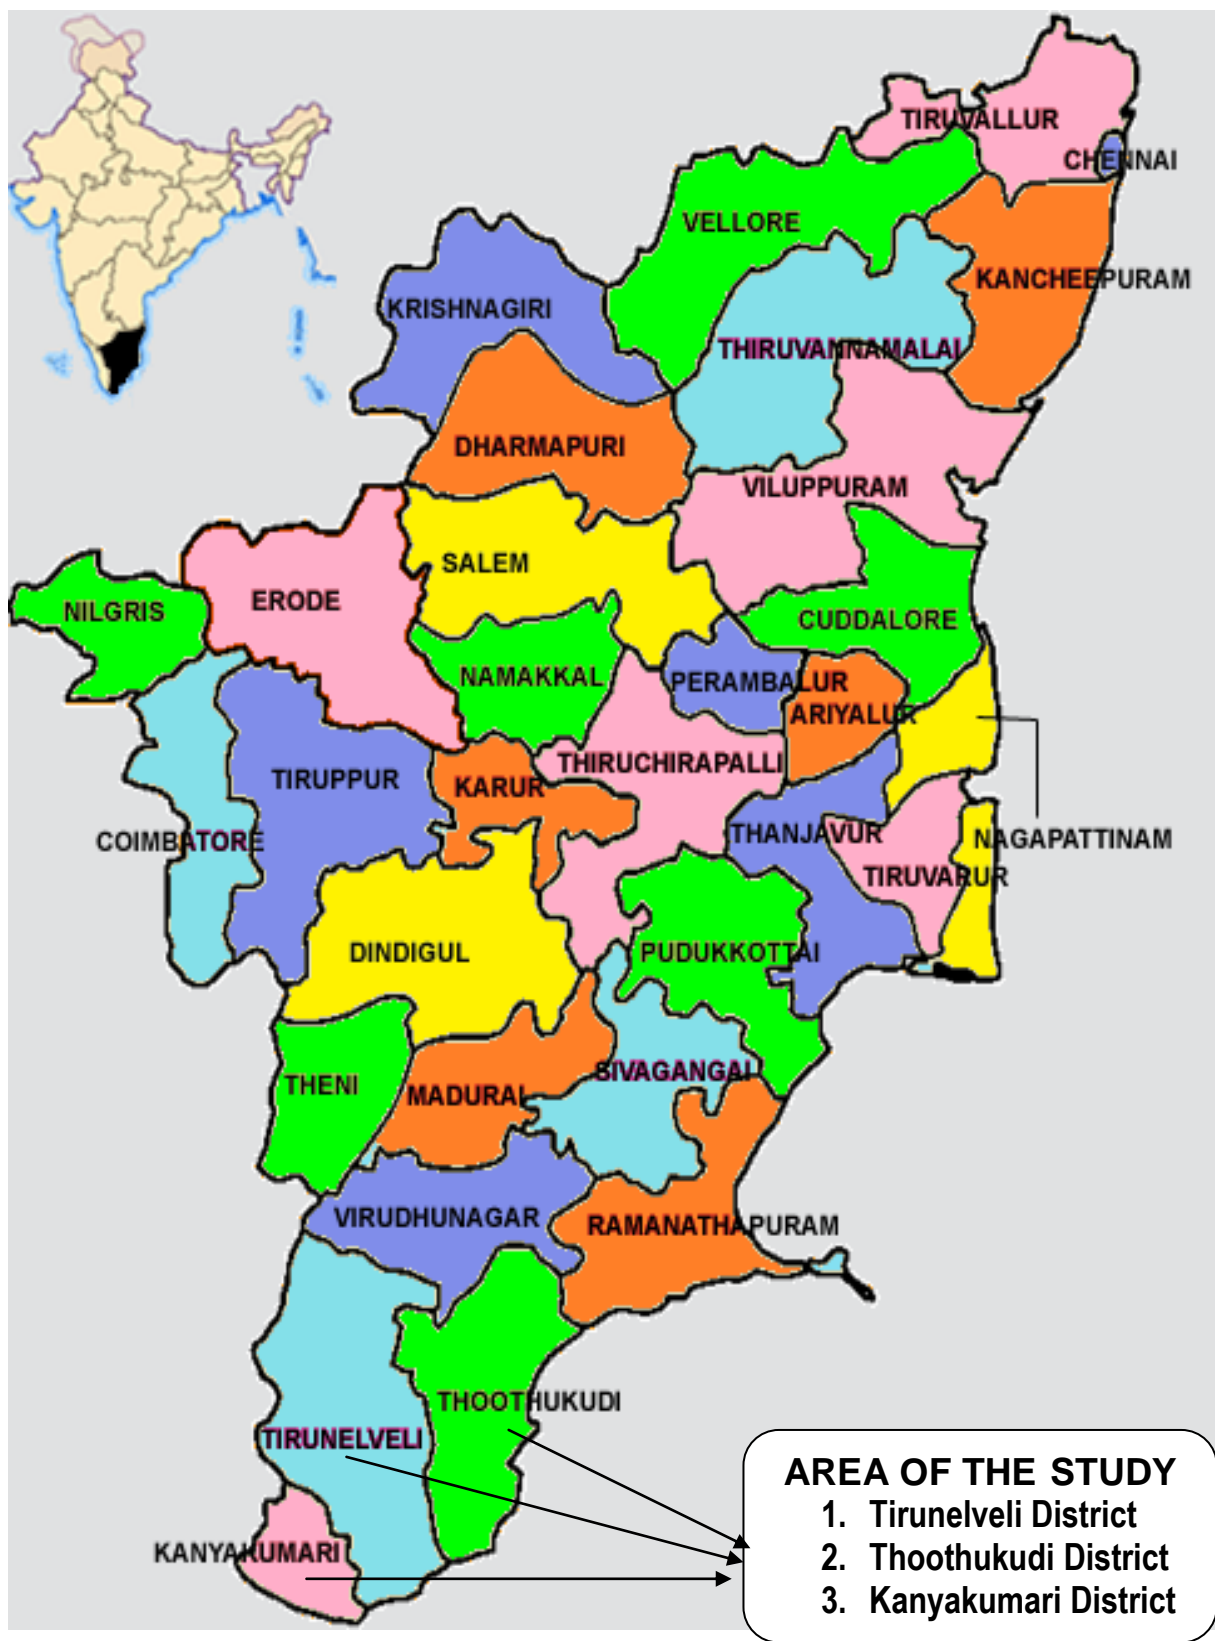 TIRUVALLUR
CHENNAI
VELLORE
KANCHEEPURAM
KRISHNAGIRI
THIRUVANNAMALAI
DHARMAPURI
VILUPPURAM
SALEM
ERODE
NILGRIS
CUDDALORE
NAMAKKAL
PERAMBALUR
ARIYALUR
THIRUCHIRAPALLI
TIRUPPUR
KARUR
THANJAVUR
COIMBATORE
NAGAPATTINAM
TIRUVARUR
DINDIGUL
PUDUKKOTTAI
SIVAGANGAI
THENI
MADURAI
VIRUDHUNAGAR
RAMANATHAPURAM
THOOTHUKUDI
TIRUNELVELI
KANYAKUMARI
AREA OF THE STUDY
1. Tirunelveli District
2. Thoothukudi District
3. Kanyakumari District